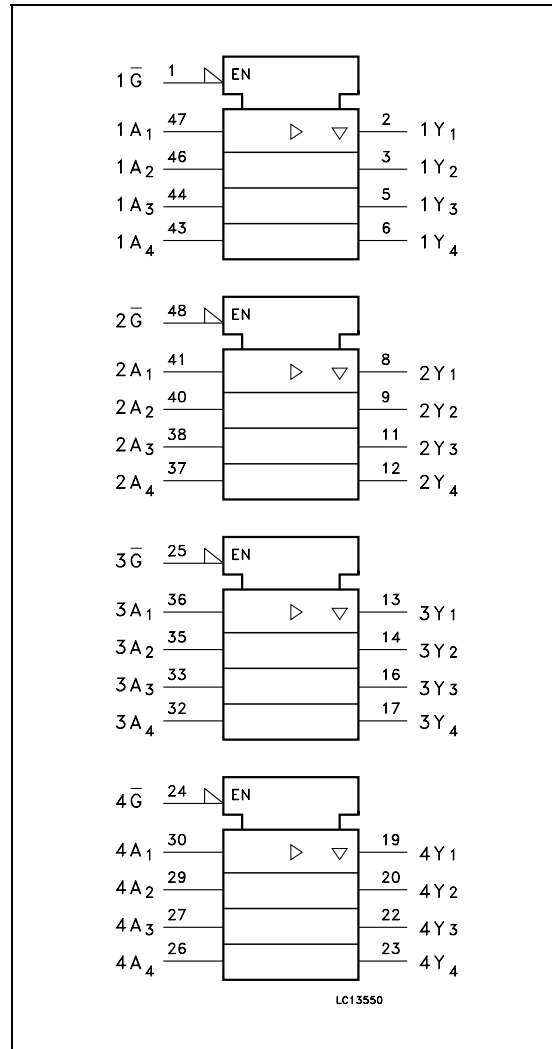 1G̅ 1 EN
1A1 47 2 1Y1
1A2 46 3 1Y2
1A3 44 5 1Y3
1A4 43 6 1Y4
2G̅ 48 EN
2A1 41 8 2Y1
2A2 40 9 2Y2
2A3 38 11 2Y3
2A4 37 12 2Y4
3G̅ 25 EN
3A1 36 13 3Y1
3A2 35 14 3Y2
3A3 33 16 3Y3
3A4 32 17 3Y4
4G̅ 24 EN
4A1 30 19 4Y1
4A2 29 20 4Y2
4A3 27 22 4Y3
4A4 26 23 4Y4
LC13550